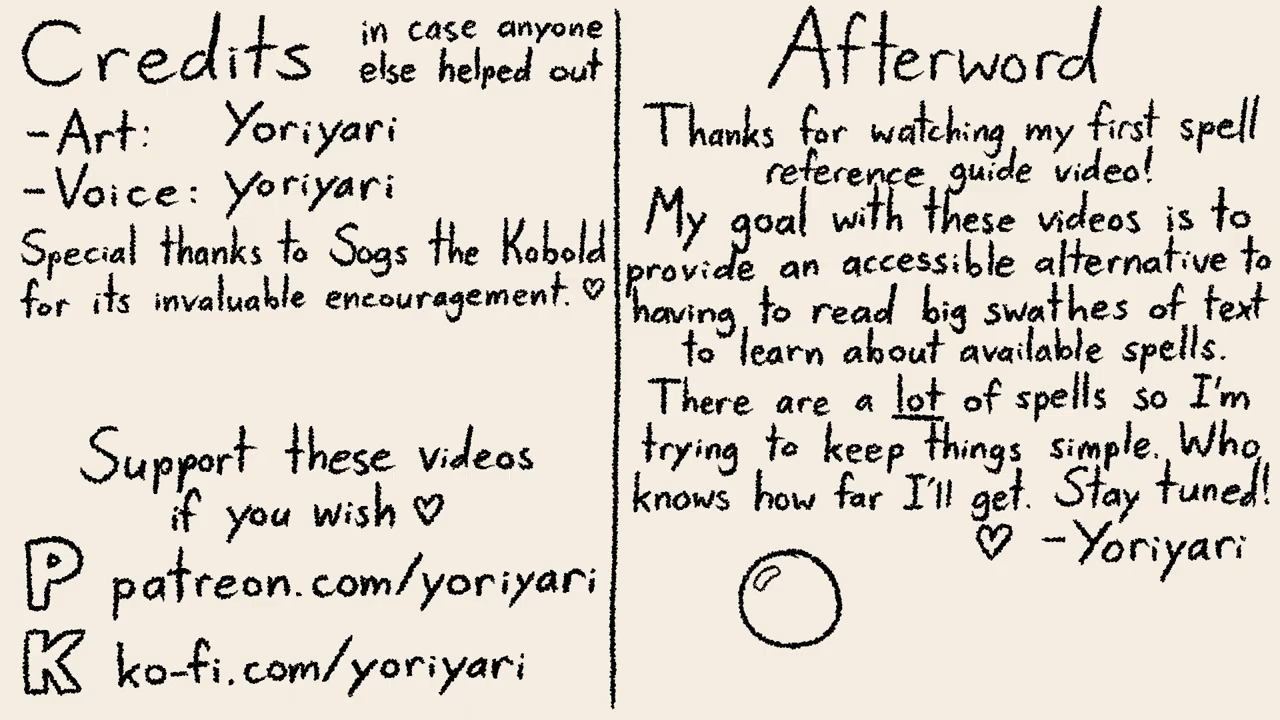 Credits
in case anyone
else helped out
-Art: Yoriyari
-Voice: Yoriyari
Special thanks to Sogs the Kobold
for its invaluable encouragement. ♡
Support these videos
if you wish ♡
P patreon.com/yoriyari
K ko-fi.com/yoriyari
Afterword
Thanks for watching my first spell
reference guide video!
My goal with these videos is to
provide an accessible alternative to
having to read big swathes of text
to learn about available spells.
There are a lot of spells so I'm
trying to keep things simple. Who
knows how far I'll get. Stay tuned!
♡ -Yoriyari